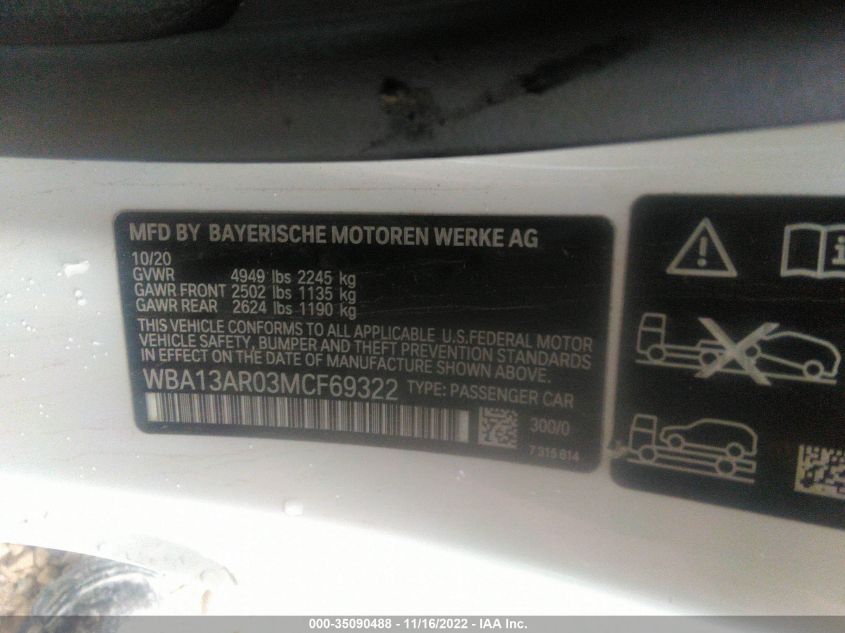 MFD BY BAYERISCHE MOTOREN WERKE AG
10/20
GVWR 4949 lbs 2245 kg
GAWR FRONT 2502 lbs 1135 kg
GAWR REAR 2624 lbs 1190 kg
THIS VEHICLE CONFORMS TO ALL APPLICABLE U.S.FEDERAL MOTOR
VEHICLE SAFETY, BUMPER AND THEFT PREVENTION STANDARDS
IN EFFECT ON THE DATE OF MANUFACTURE SHOWN ABOVE.
WBA13AR03MCF69322 TYPE: PASSENGER CAR
300/0
7 315 614
000-35090488 - 11/16/2022 - IAA Inc.